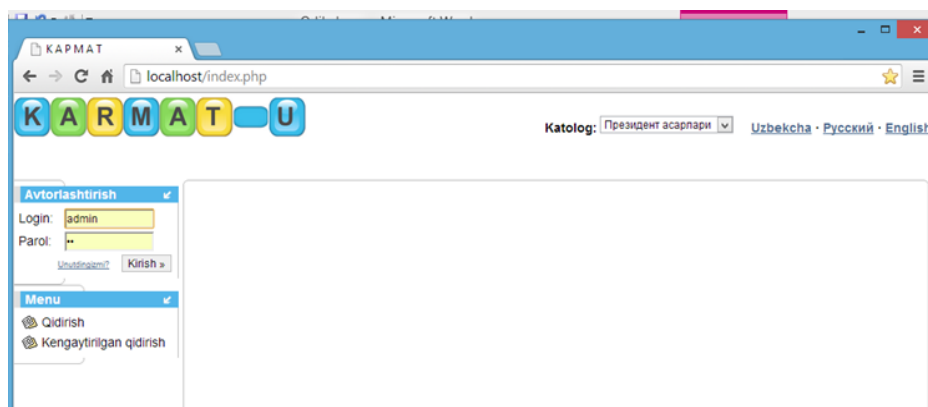 KAPMAT
localhost/index.php
KARMAT-U
Katolog: Президент асарлари Uzbekcha · Русский · English
Avtorlashtirish
Login: admin
Parol: ••
Unutdingizmi? Kirish »
Menu
Qidirish
Kengaytirilgan qidirish